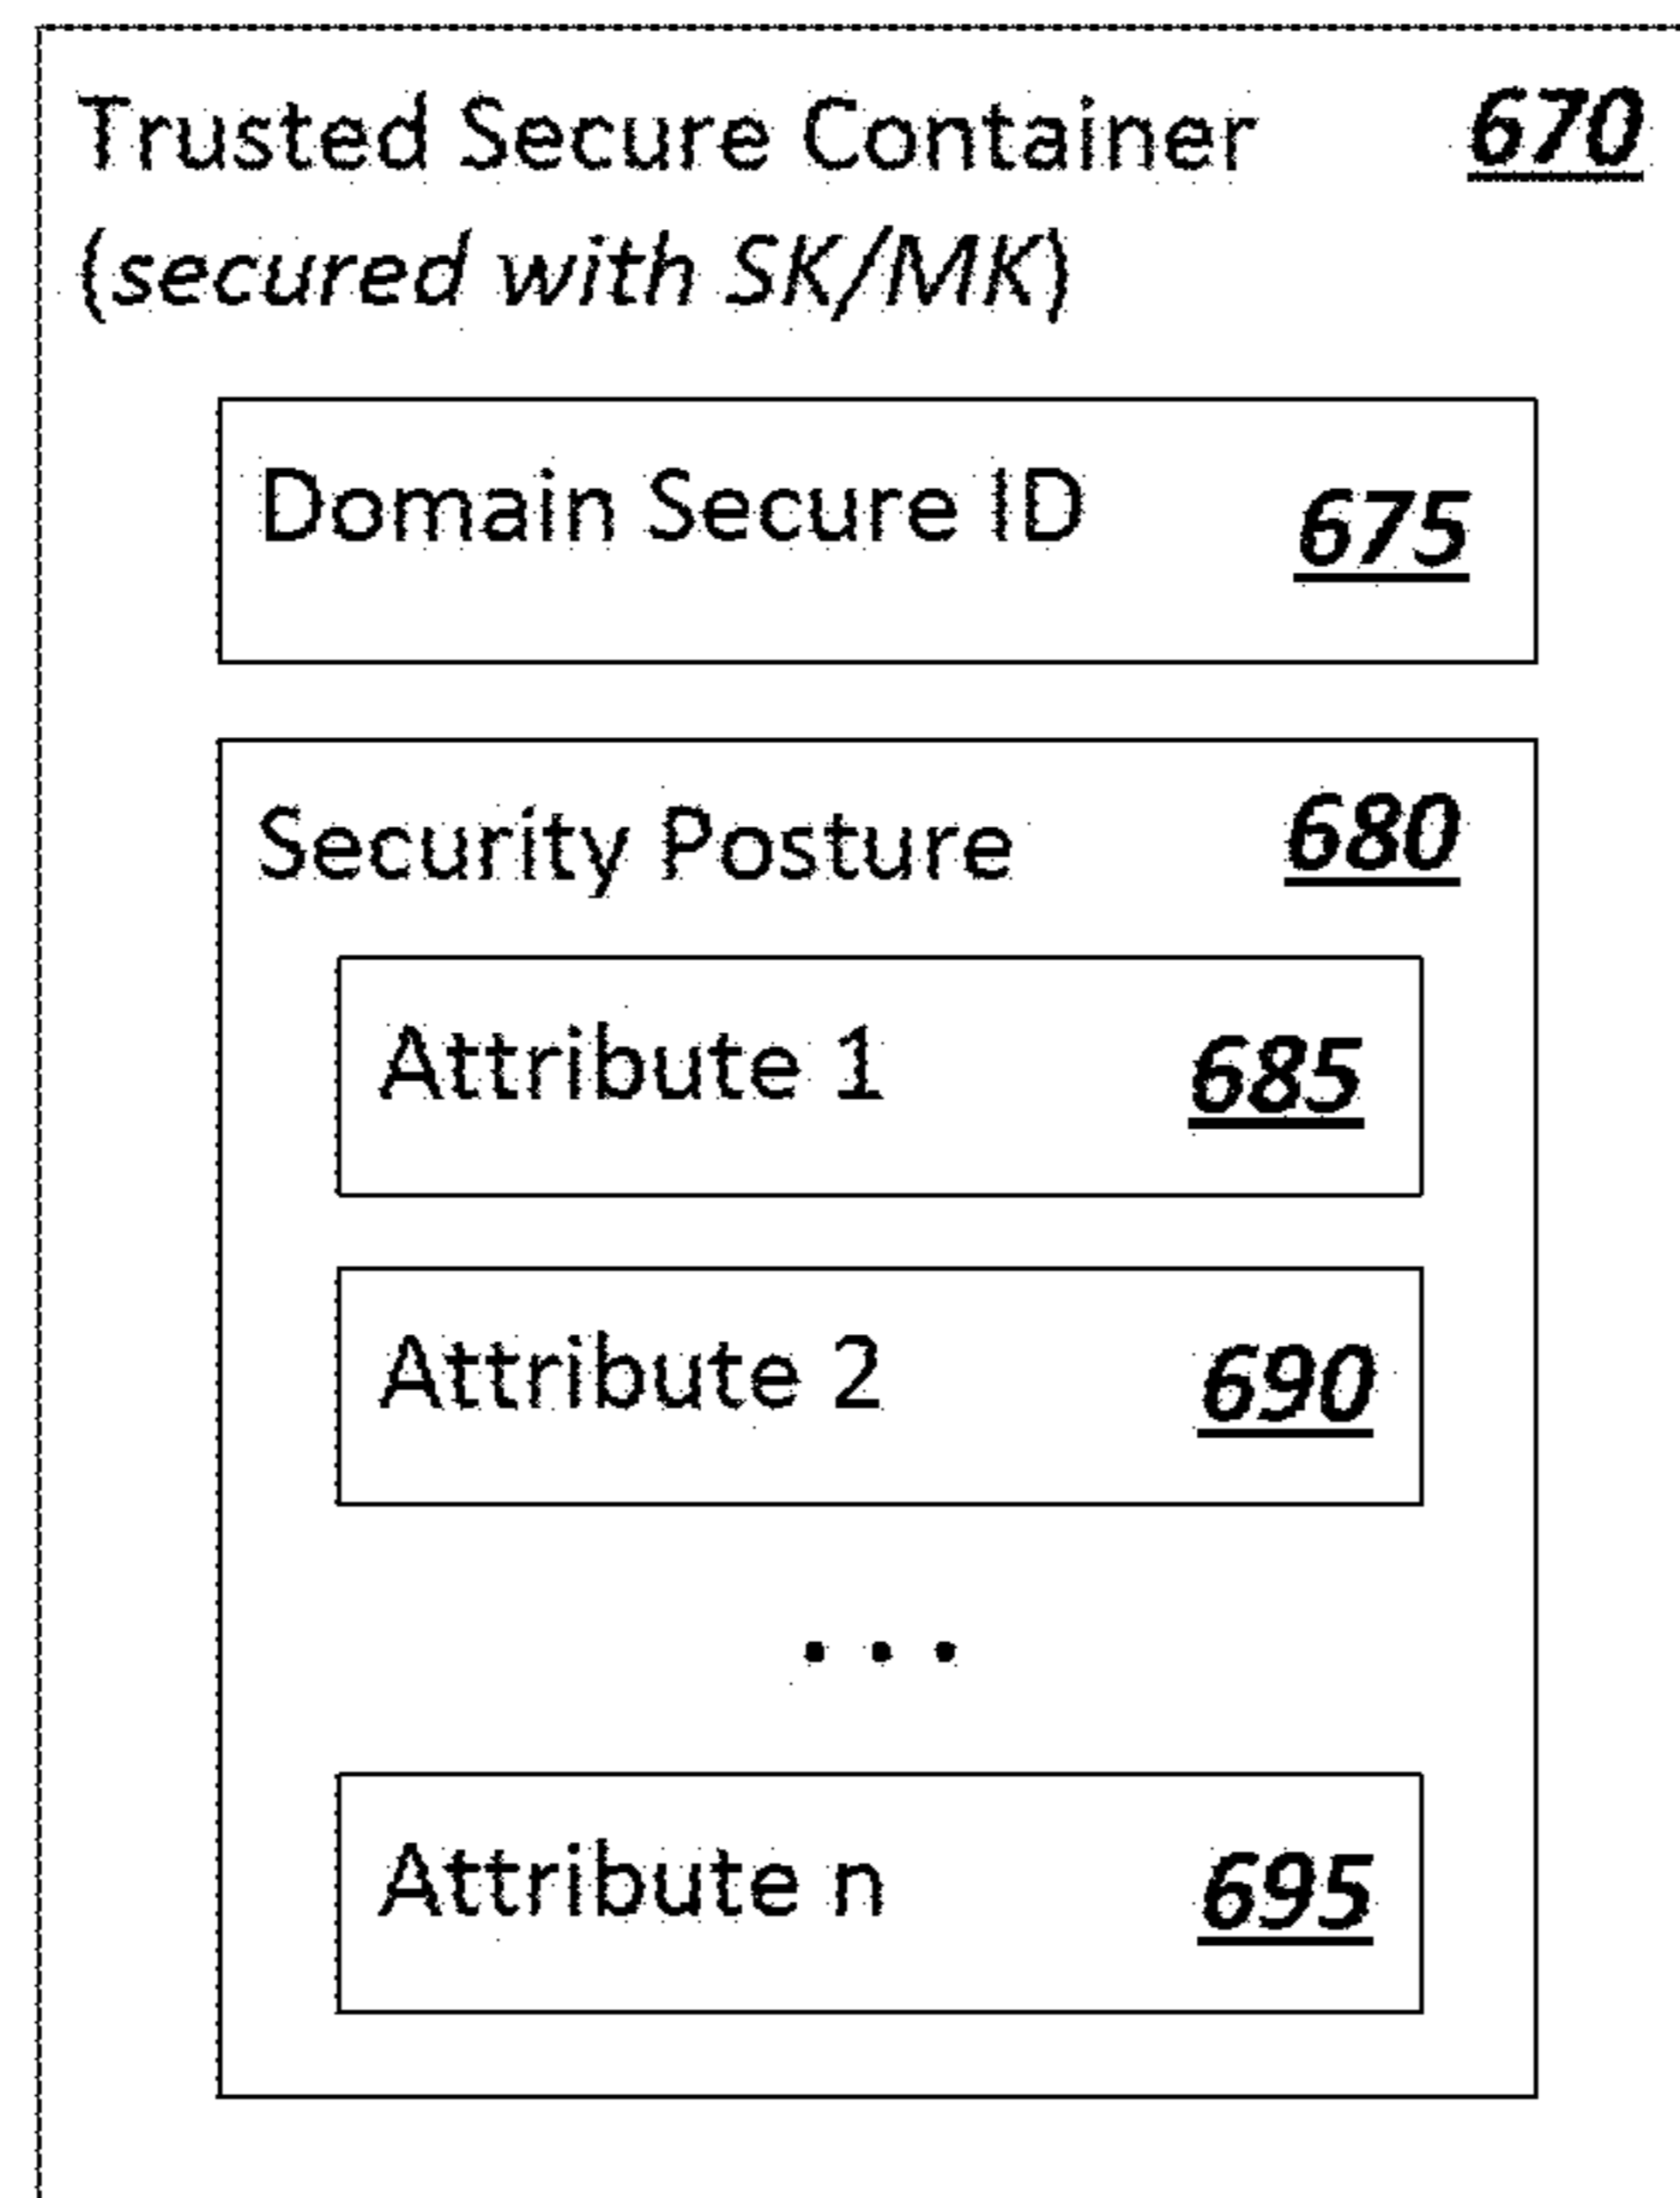 Trusted Secure Container 670
(secured with SK/MK)
Domain Secure ID 675
Security Posture 680
Attribute 1 685
Attribute 2 690
...
Attribute n 695